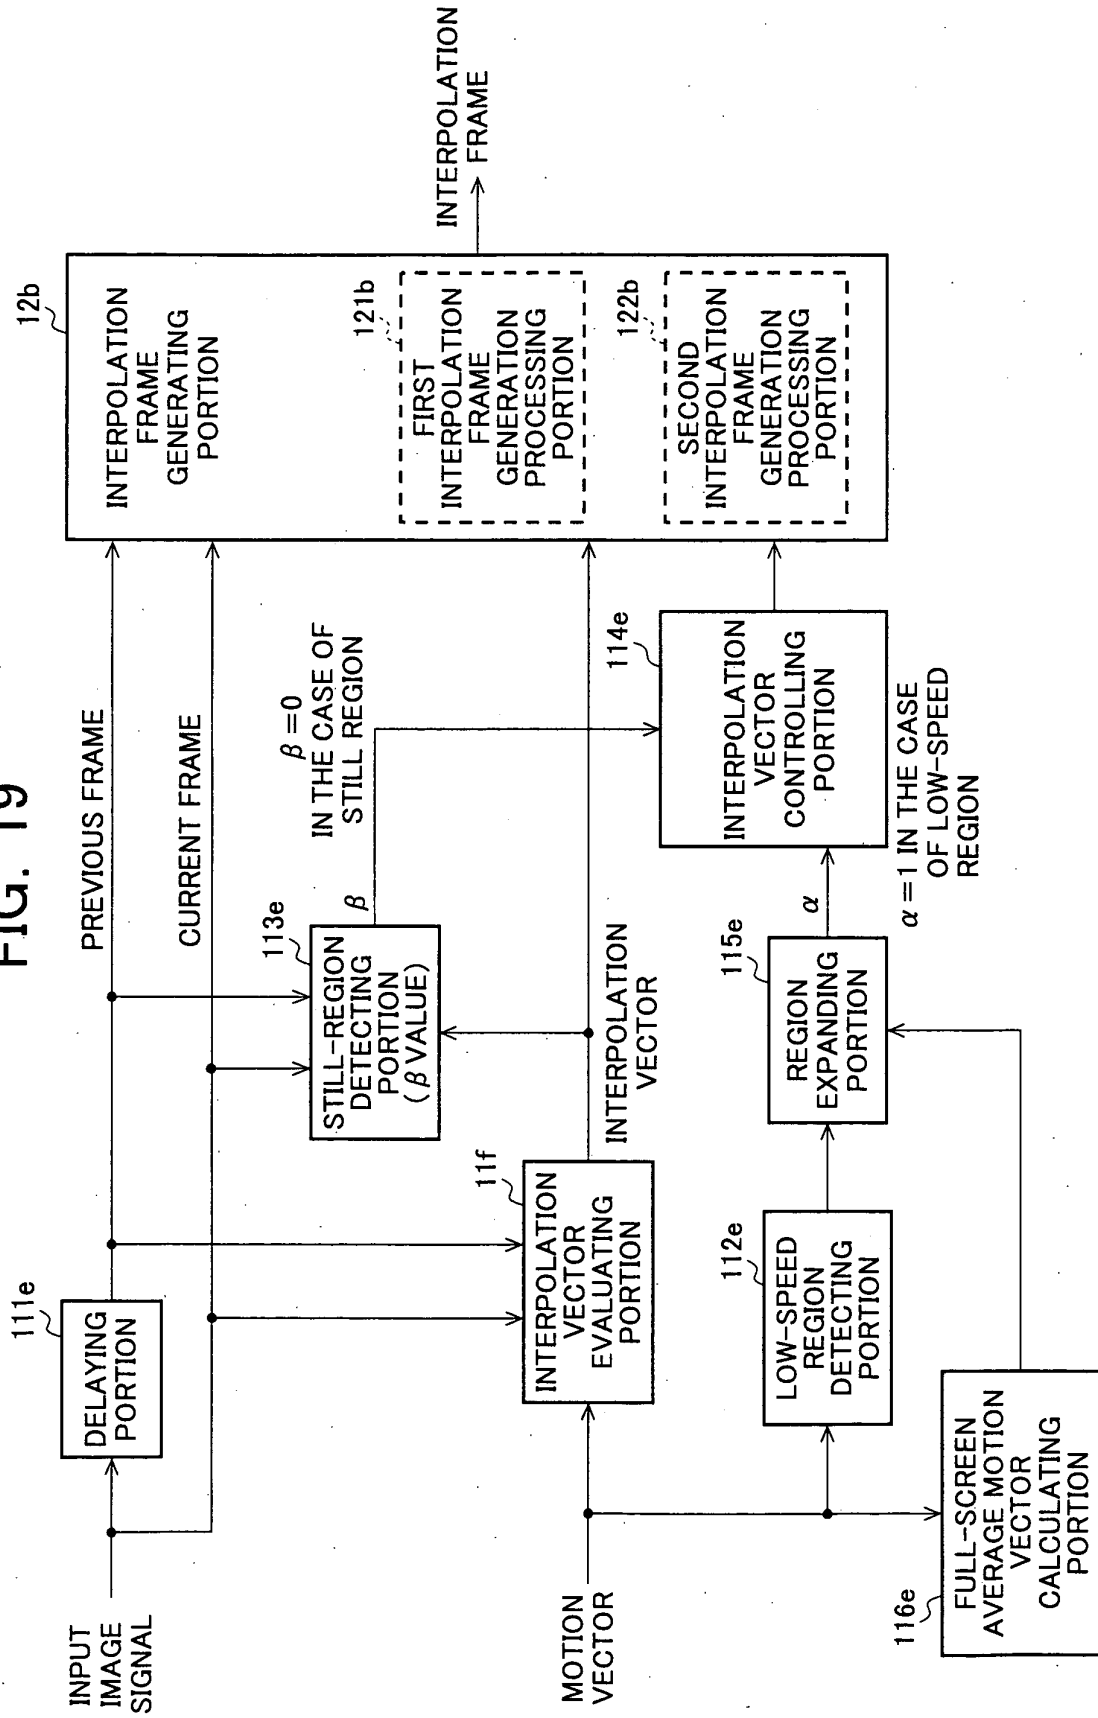 FIG. 19
INPUT
IMAGE
SIGNAL
111e
DELAYING
PORTION
PREVIOUS FRAME
CURRENT FRAME
12b
INTERPOLATION
FRAME
GENERATING
PORTION
121b
FIRST
INTERPOLATION
FRAME
GENERATION
PROCESSING
PORTION
122b
SECOND
INTERPOLATION
FRAME
GENERATION
PROCESSING
PORTION
INTERPOLATION
FRAME
113e
STILL-REGION
DETECTING
PORTION
(β VALUE)
β
β=0
IN THE CASE OF
STILL REGION
MOTION
VECTOR
11f
INTERPOLATION
VECTOR
EVALUATING
PORTION
INTERPOLATION
VECTOR
114e
INTERPOLATION
VECTOR
CONTROLLING
PORTION
112e
LOW-SPEED
REGION
DETECTING
PORTION
115e
REGION
EXPANDING
PORTION
α
α=1 IN THE CASE
OF LOW-SPEED
REGION
116e
FULL-SCREEN
AVERAGE MOTION
VECTOR
CALCULATING
PORTION